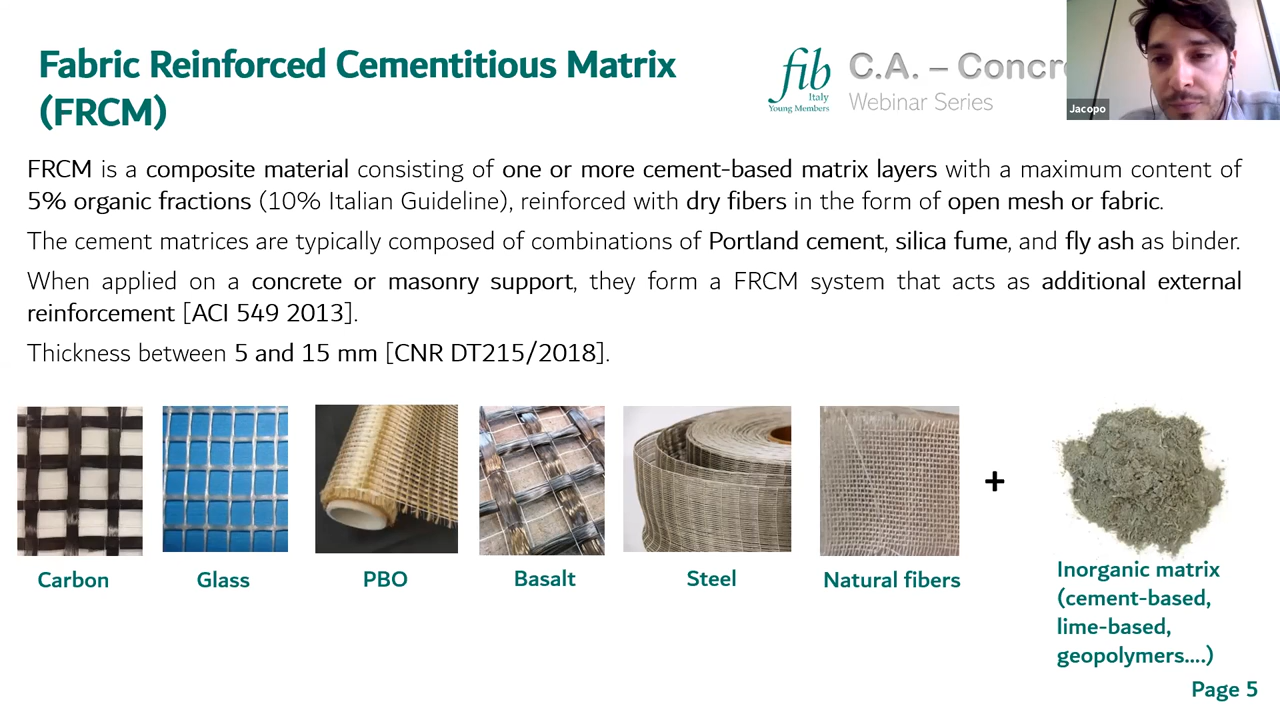 Fabric Reinforced Cementitious Matrix
(FRCM)
fib
Italy
Young Members
C.A. – Concr
Webinar Series
Jacopo
FRCM is a composite material consisting of one or more cement-based matrix layers with a maximum content of
5% organic fractions (10% Italian Guideline), reinforced with dry fibers in the form of open mesh or fabric.
The cement matrices are typically composed of combinations of Portland cement, silica fume, and fly ash as binder.
When applied on a concrete or masonry support, they form a FRCM system that acts as additional external
reinforcement [ACI 549 2013].
Thickness between 5 and 15 mm [CNR DT215/2018].
+
Carbon
Glass
PBO
Basalt
Steel
Natural fibers
Inorganic matrix
(cement-based,
lime-based,
geopolymers....)
Page 5